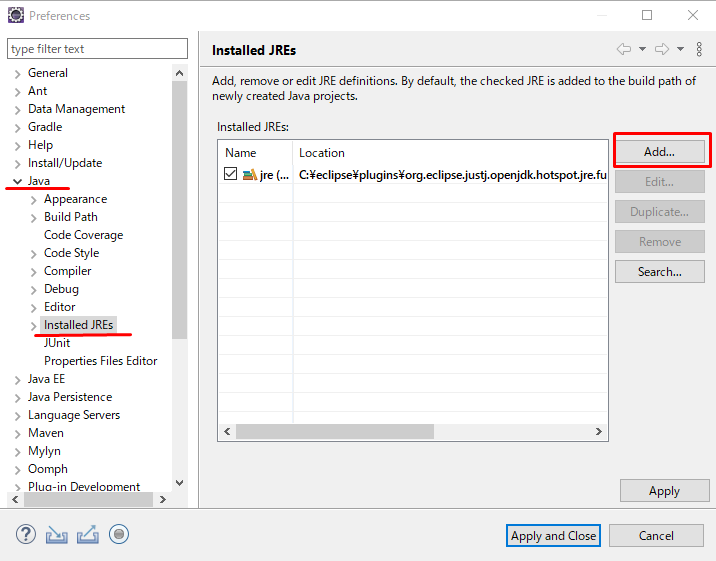 Preferences
type filter text
General
Ant
Data Management
Gradle
Help
Install/Update
Java
Appearance
Build Path
Code Coverage
Code Style
Compiler
Debug
Editor
Installed JREs
JUnit
Properties Files Editor
Java EE
Java Persistence
Language Servers
Maven
Mylyn
Oomph
Plug-in Development
Installed JREs
Add, remove or edit JRE definitions. By default, the checked JRE is added to the build path of
newly created Java projects.
Installed JREs:
Name Location
jre (... C:¥eclipse¥plugins¥org.eclipse.justj.openjdk.hotspot.jre.fu
Add...
Edit...
Duplicate...
Remove
Search...
Apply
?
Apply and Close
Cancel